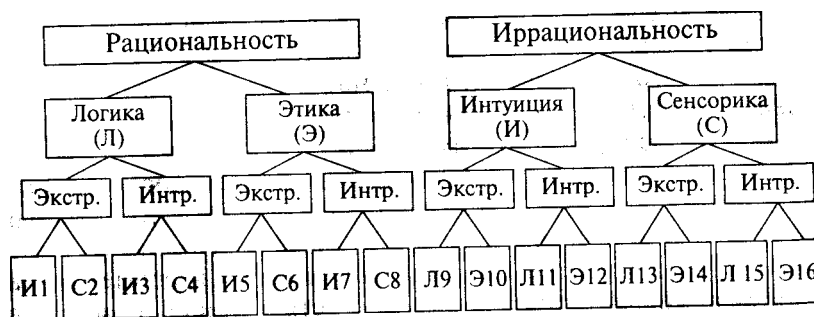 Рациональность Иррациональность
Логика Этика Интуиция Сенсорика
(Л) (Э) (И) (С)
Экстр. Интр. Экстр. Интр. Экстр. Интр. Экстр. Интр.
И1 С2 И3 С4 И5 С6 И7 С8 Л9 Э10 Л11 Э12 Л13 Э14 Л 15 Э16